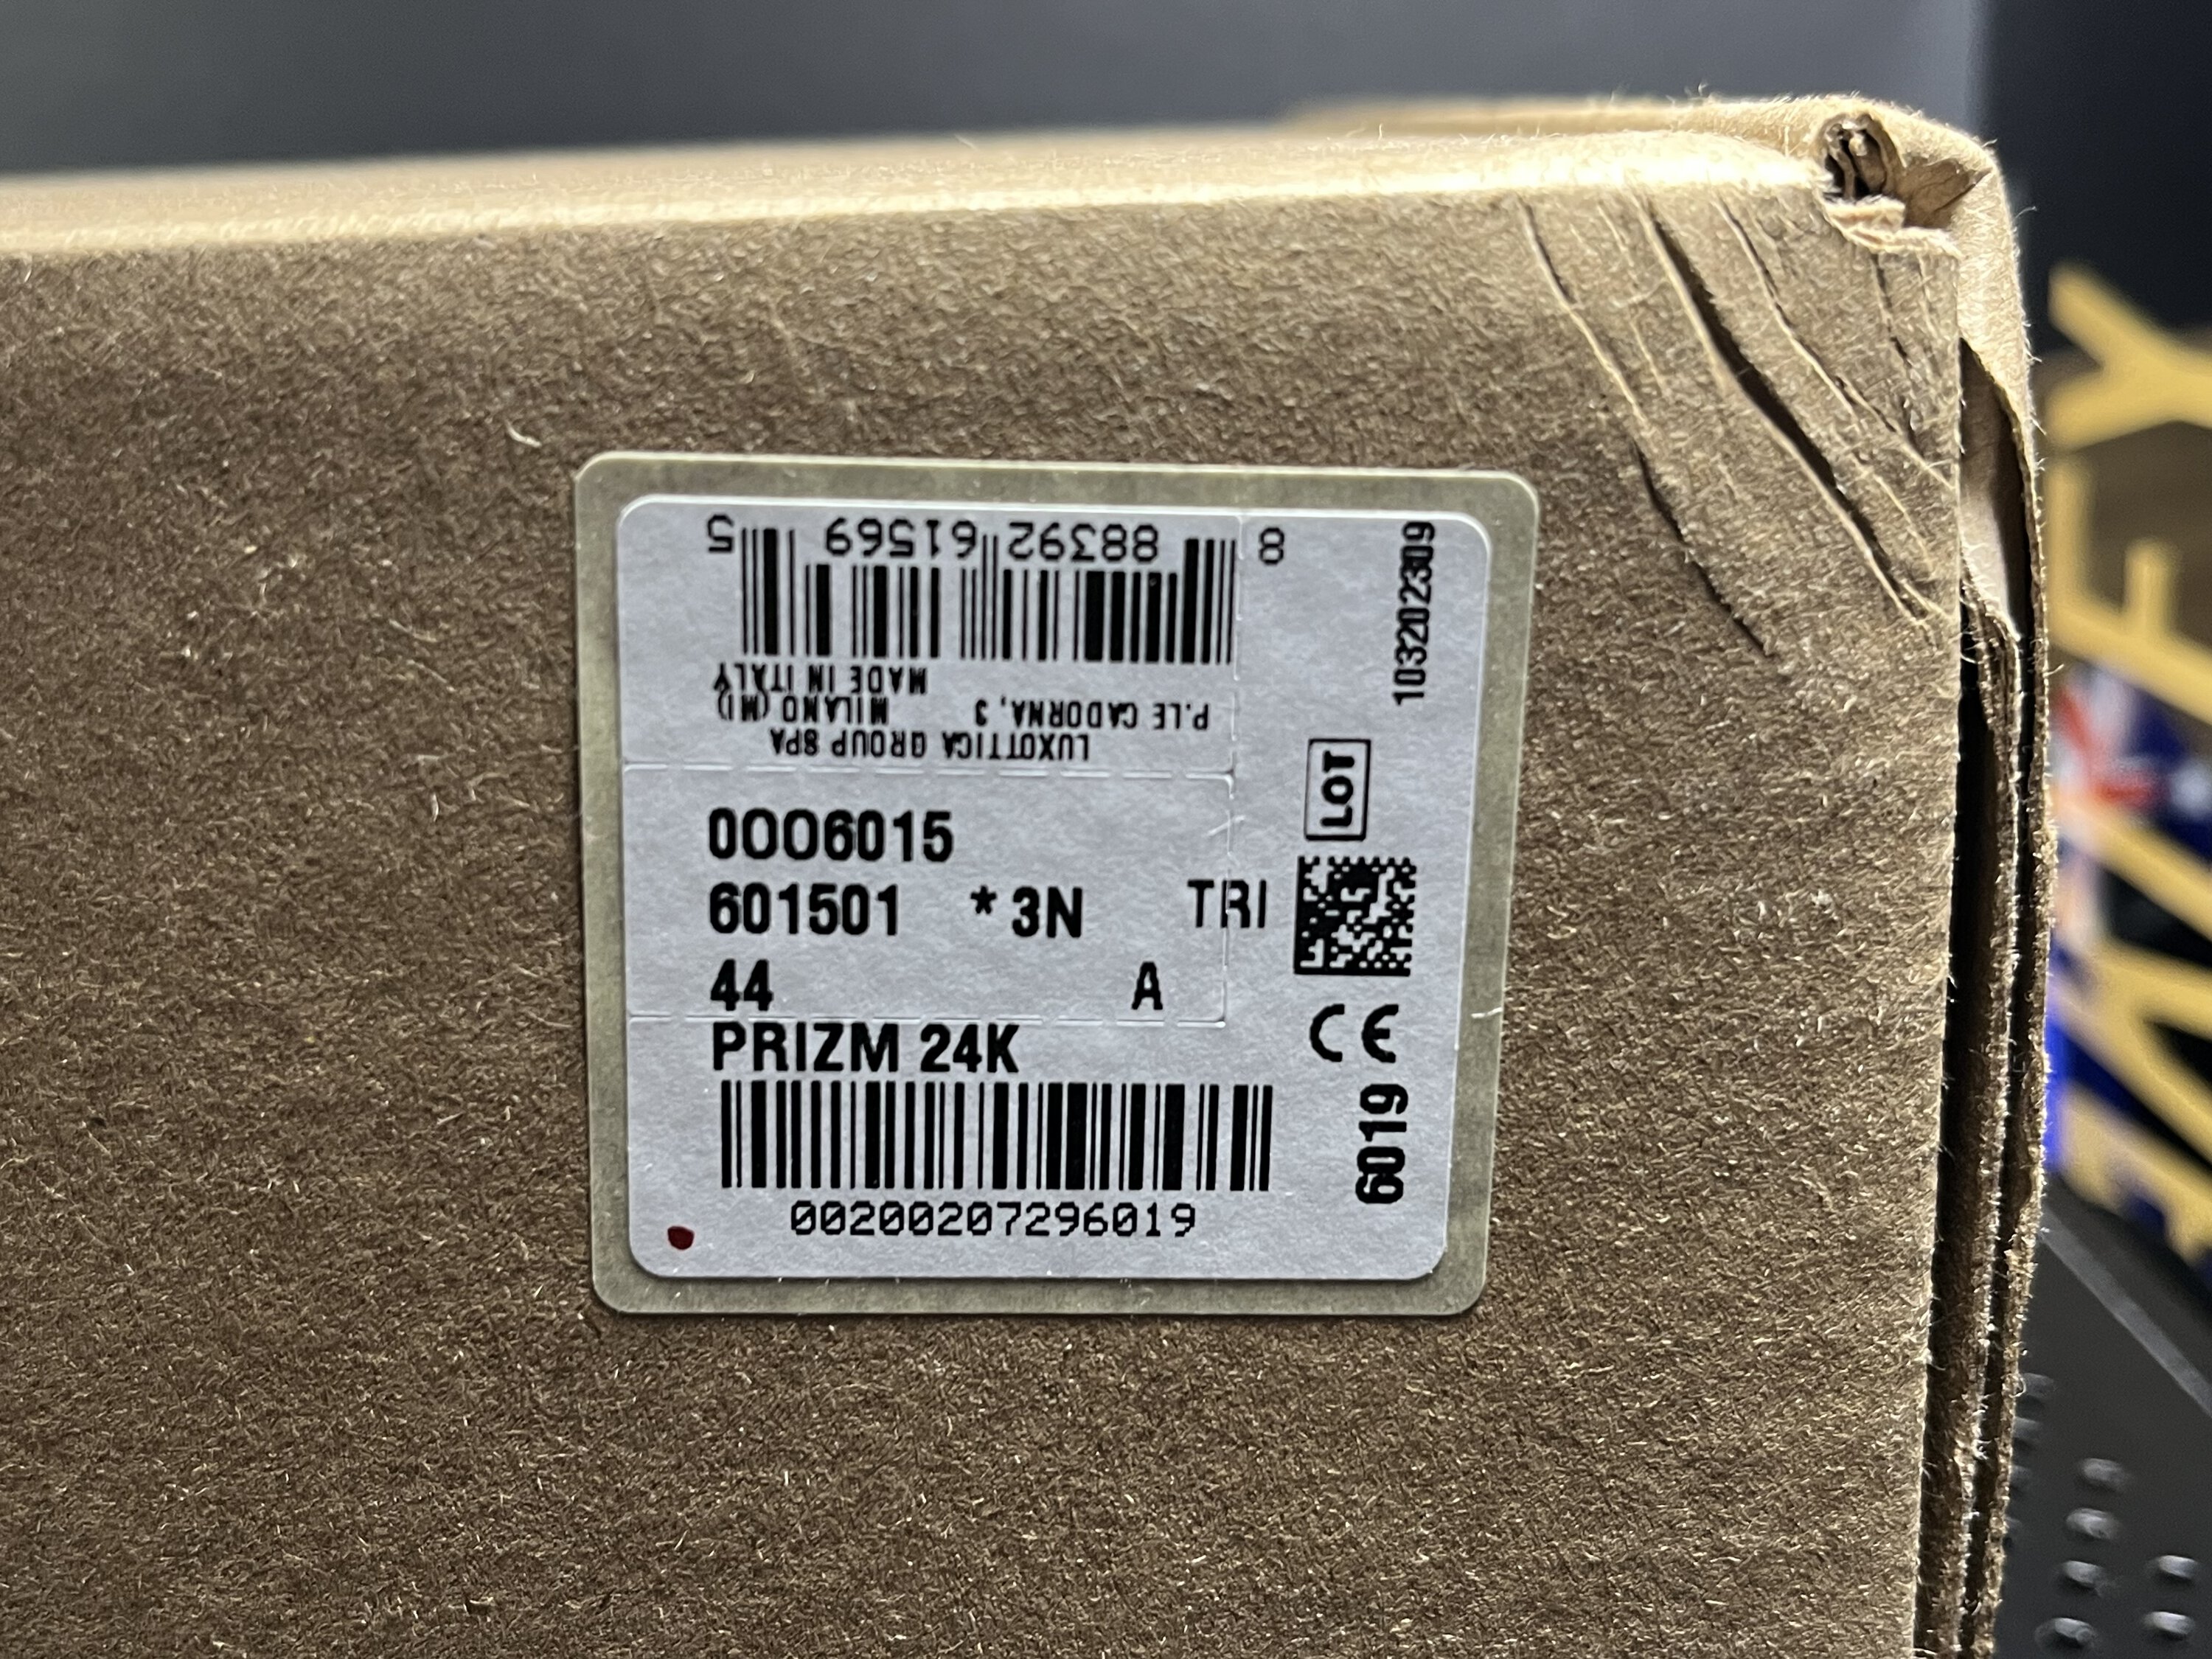 8 88392 61569 5
LUXOTTICA GROUP SPA
P.LE CADORNA, 3 MILANO (MI)
MADE IN ITALY
0OO6015
601501 *3N TRI
44 A
PRIZM 24K
00200207296019
103202309
LOT
CE
6019